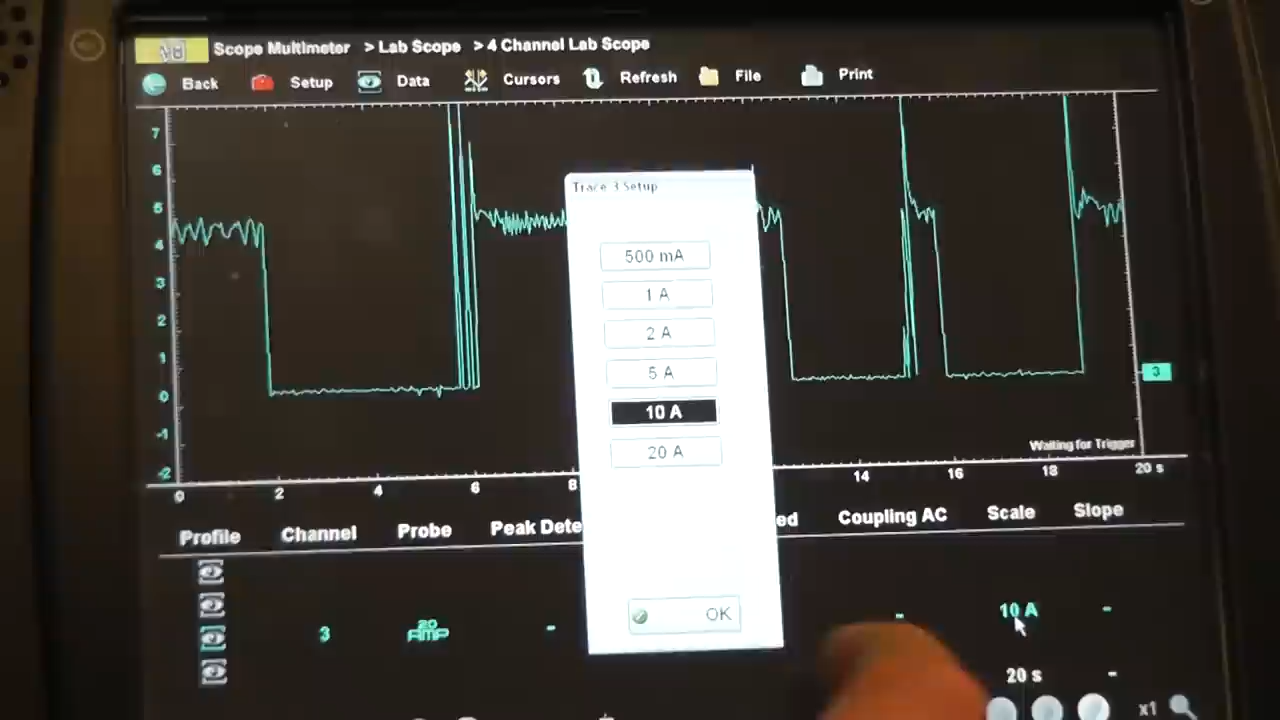 Scope Multimeter > Lab Scope > 4 Channel Lab Scope
Back Setup Data Cursors Refresh File Print
7
6
5
4
3
2
1
0
-1
-2
Trace 3 Setup
500 mA
1 A
2 A
5 A
10 A
20 A
OK
3
Waiting for Trigger
0 2 4 6 8 14 16 18 20 s
Profile Channel Probe Peak Dete ed Coupling AC Scale Slope
3 20 AMP - - 10 A -
20 s -
x1